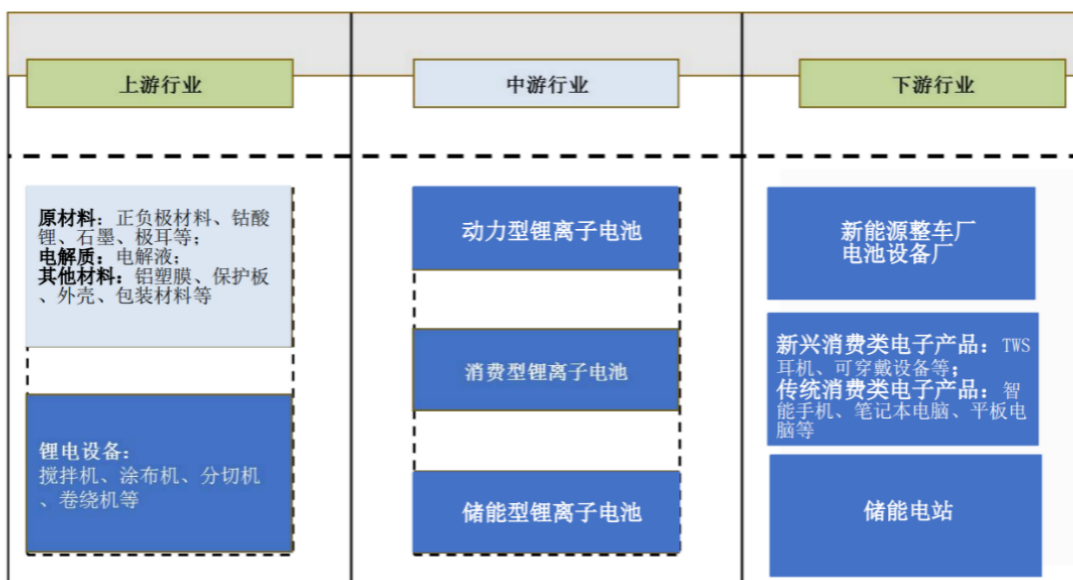 上游行业
中游行业
下游行业
原材料：正负极材料、钴酸
锂、石墨、极耳等；
电解质：电解液；
其他材料：铝塑膜、保护板
、外壳、包装材料等
锂电设备：
搅拌机、涂布机、分切机
、卷绕机等
动力型锂离子电池
消费型锂离子电池
储能型锂离子电池
新能源整车厂
电池设备厂
新兴消费类电子产品：TWS
耳机、可穿戴设备等；
传统消费类电子产品：智
能手机、笔记本电脑、平板电
脑等
储能电站